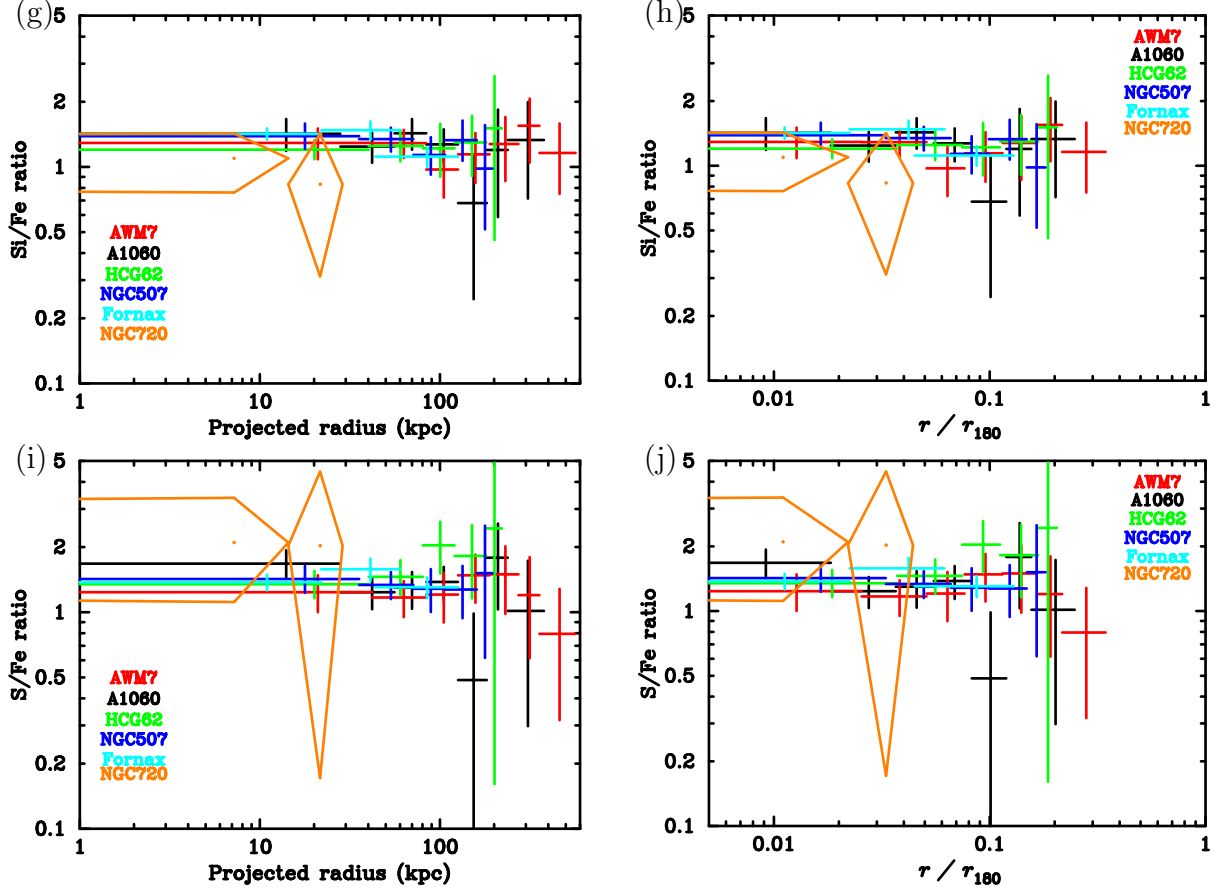 (g)
5
2
1
0.5
0.2
0.1
Si/Fe ratio
AWM7
A1060
HCG62
NGC507
Fornax
NGC720
1 10 100
Projected radius (kpc)
(h)
5
2
1
0.5
0.2
0.1
Si/Fe ratio
AWM7
A1060
HCG62
NGC507
Fornax
NGC720
0.01 0.1 1
r / r180
(i)
5
2
1
0.5
0.2
0.1
S/Fe ratio
AWM7
A1060
HCG62
NGC507
Fornax
NGC720
1 10 100
Projected radius (kpc)
(j)
5
2
1
0.5
0.2
0.1
S/Fe ratio
AWM7
A1060
HCG62
NGC507
Fornax
NGC720
0.01 0.1 1
r / r180